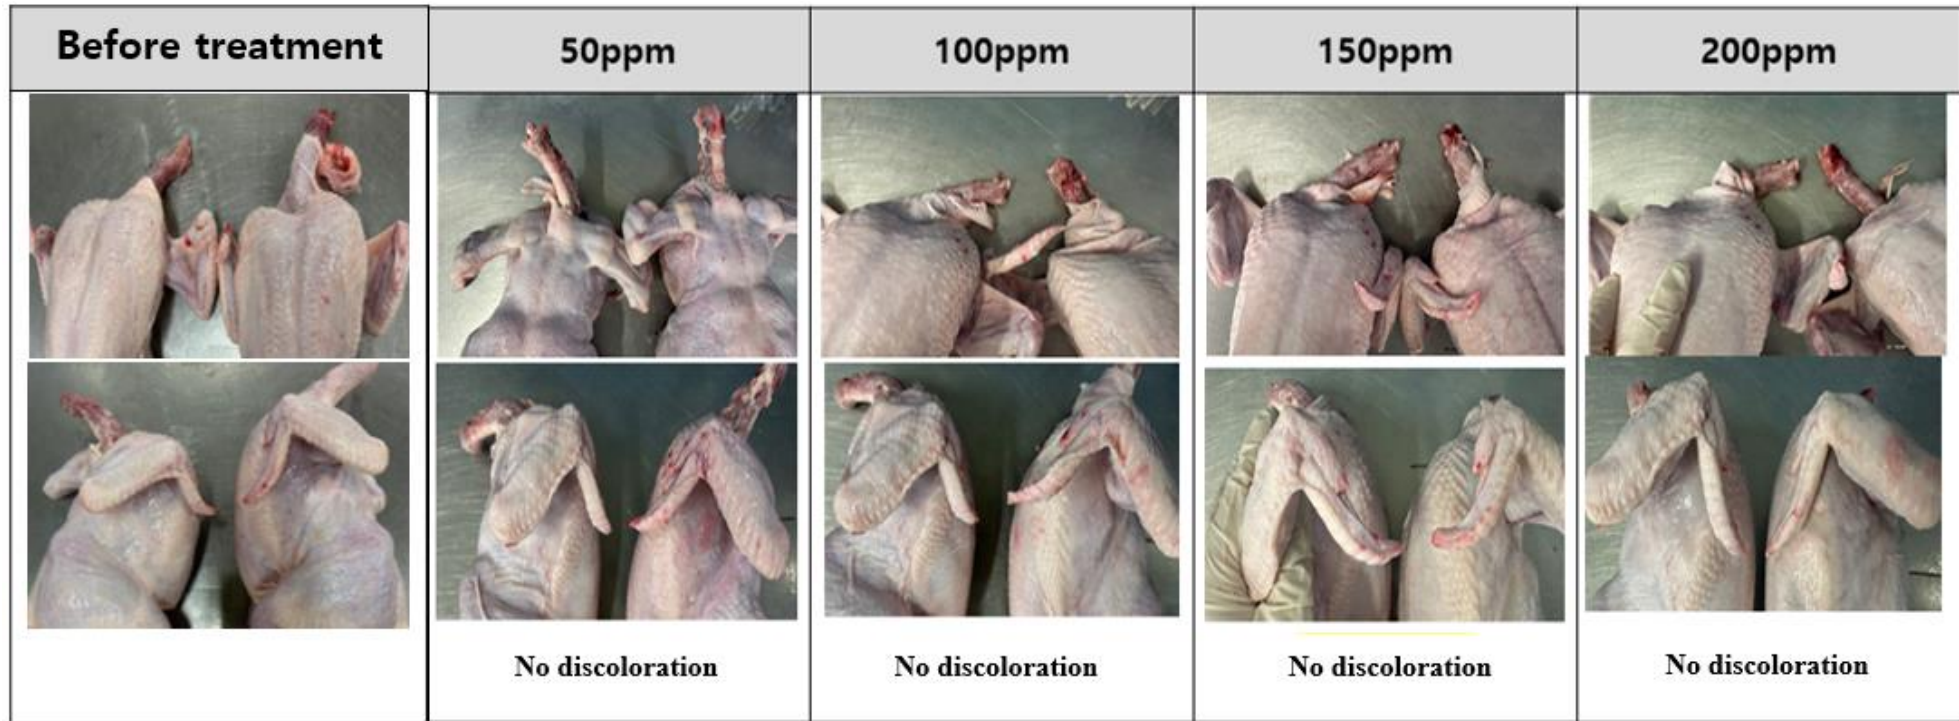 Before treatment
50ppm
100ppm
150ppm
200ppm
No discoloration
No discoloration
No discoloration
No discoloration